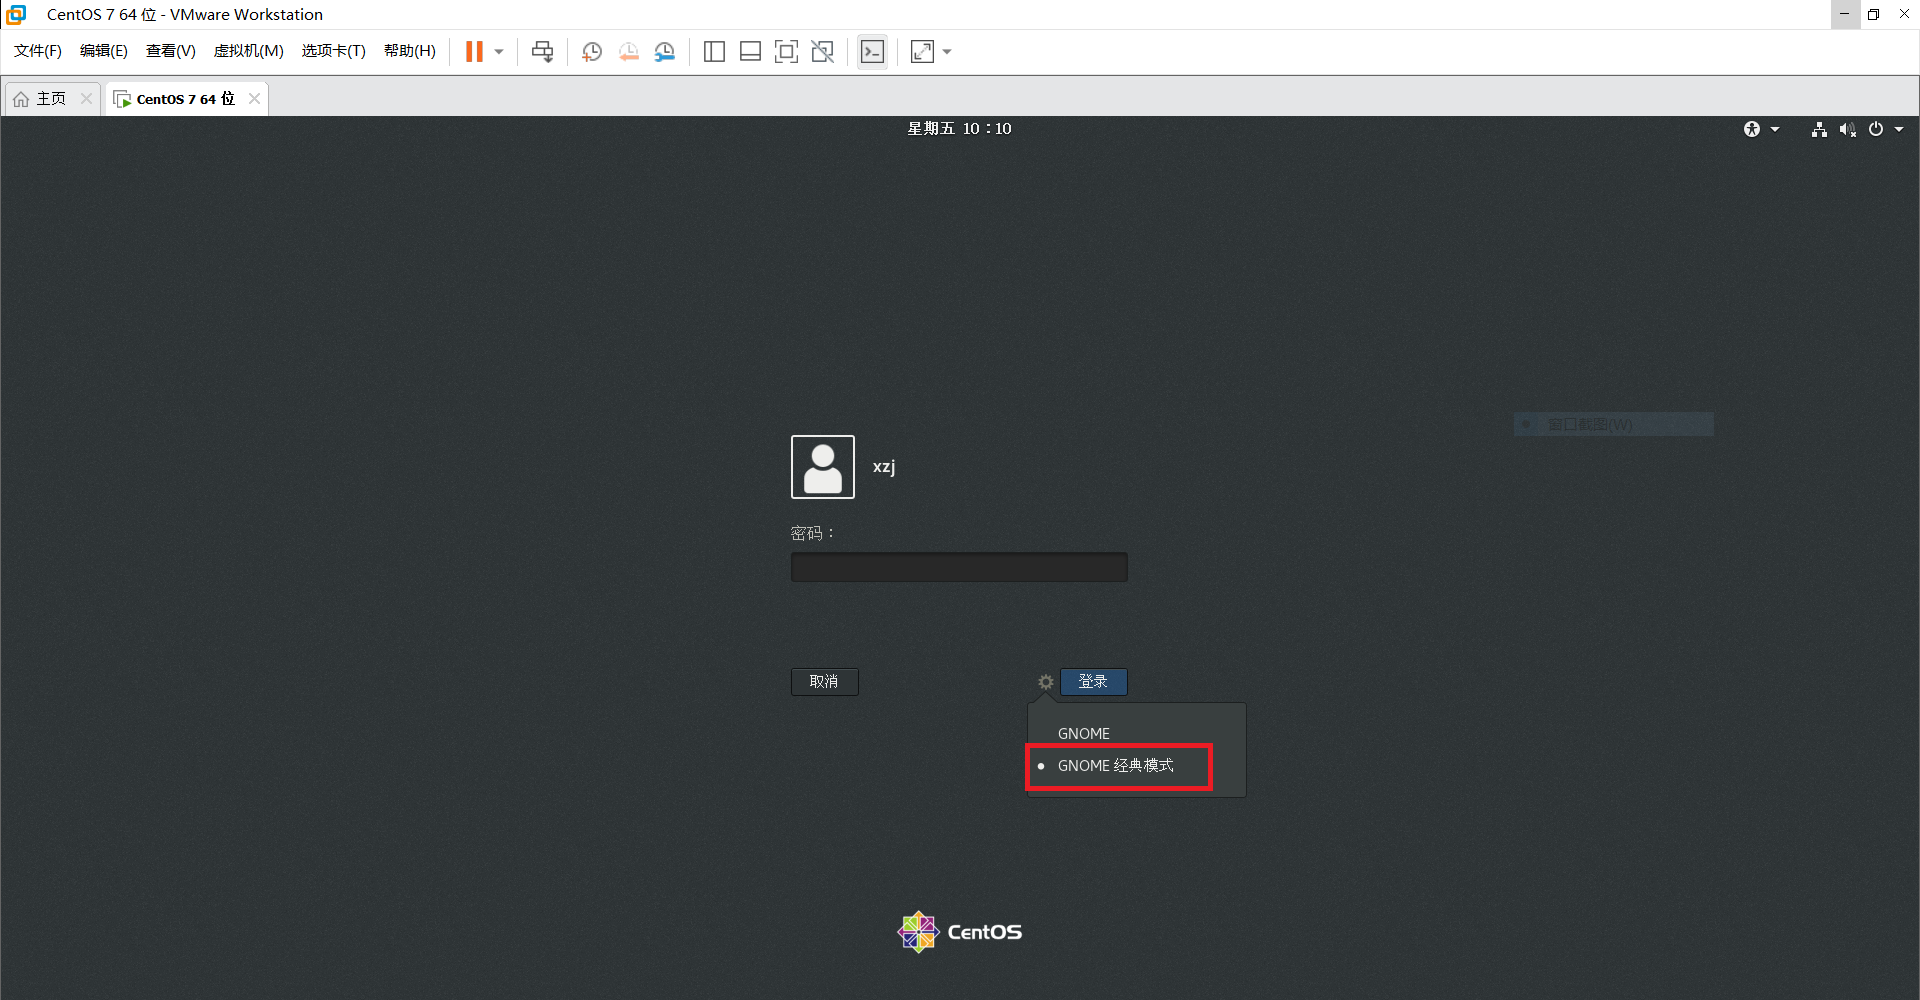 CentOS 7 64 位 - VMware Workstation
文件(F) 编辑(E) 查看(V) 虚拟机(M) 选项卡(T) 帮助(H)
主页 CentOS 7 64 位
星期五 10：10
窗口截图(W)
xzj
密码：
取消 登录
GNOME
GNOME 经典模式
CentOS